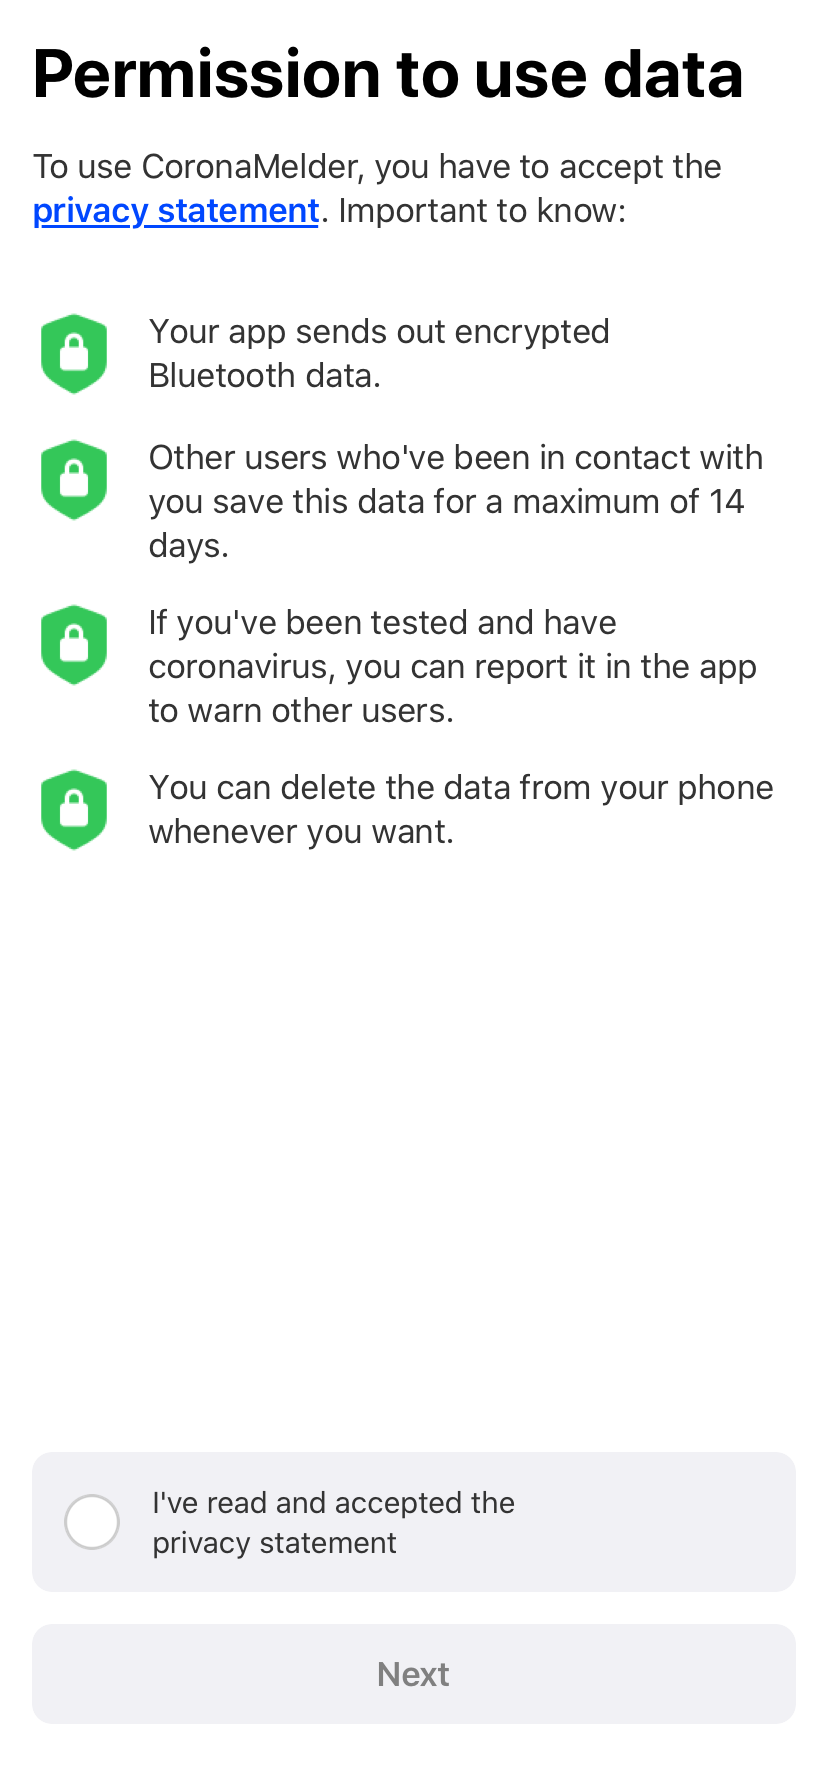 Permission to use data
To use CoronaMelder, you have to accept the
privacy statement. Important to know:
Your app sends out encrypted
Bluetooth data.
Other users who've been in contact with
you save this data for a maximum of 14
days.
If you've been tested and have
coronavirus, you can report it in the app
to warn other users.
You can delete the data from your phone
whenever you want.
I've read and accepted the
privacy statement
Next